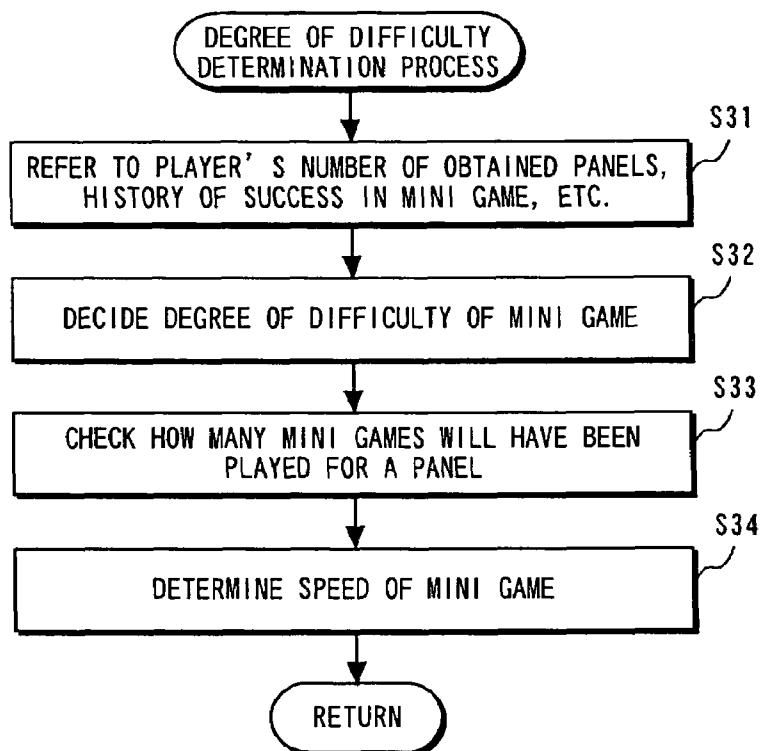 DEGREE OF DIFFICULTY
DETERMINATION PROCESS
S31
REFER TO PLAYER'S NUMBER OF OBTAINED PANELS,
HISTORY OF SUCCESS IN MINI GAME, ETC.
S32
DECIDE DEGREE OF DIFFICULTY OF MINI GAME
S33
CHECK HOW MANY MINI GAMES WILL HAVE BEEN
PLAYED FOR A PANEL
S34
DETERMINE SPEED OF MINI GAME
RETURN